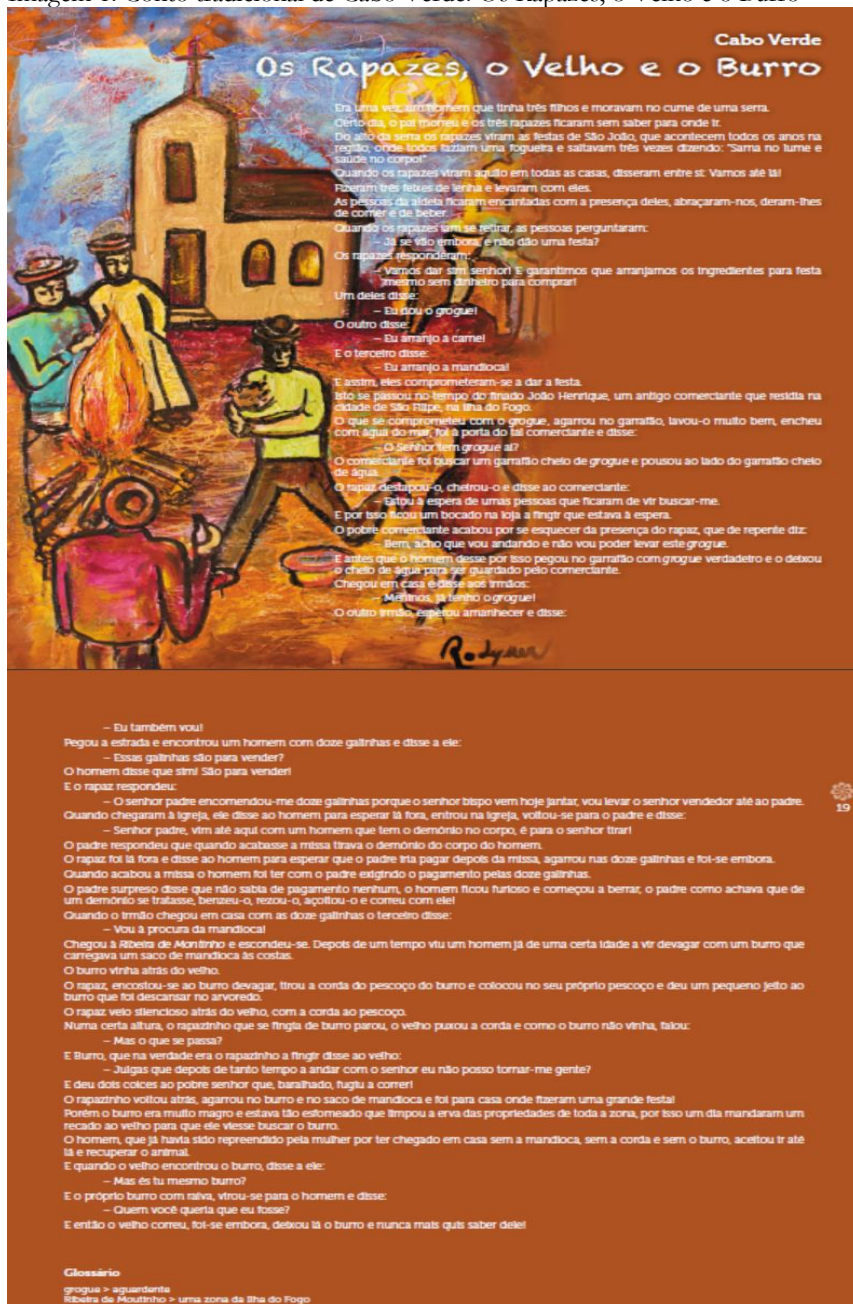 Imagem 1: Conto tradicional de Cabo Verde: Os Rapazes, o Velho e o Burro
Cabo Verde
Os Rapazes, o Velho e o Burro
Era uma vez, um homem que tinha três filhos e moravam no cume de uma serra.
Certo dia, o pai morreu e os três rapazes ficaram sem saber para onde ir.
Do alto da serra os rapazes viram as festas de São João, que acontecem todos os anos na
região, onde todos faziam uma fogueira e saltavam três vezes dizendo: "Sarna no lume e
saúde no corpo!"
Quando os rapazes viram aquilo em todas as casas, disseram entre si: Vamos até lá!
Fizeram três feixes de lenha e levaram com eles.
As pessoas da aldeia ficaram encantadas com a presença deles, abraçaram-nos, deram-lhes
de comer e de beber.
Quando os rapazes iam se retirar, as pessoas perguntaram:
– Já se vão embora, e não dão uma festa?
Os rapazes responderam:
– Vamos dar sim senhor! E garantimos que arranjamos os ingredientes para festa
mesmo sem dinheiro para comprar!
Um deles disse:
– Eu dou o grogue!
O outro disse:
– Eu arranjo a carne!
E o terceiro disse:
– Eu arranjo a mandioca!
E assim, eles comprometeram-se a dar a festa.
Isto se passou no tempo do finado João Henrique, um antigo comerciante que residia na
cidade de São Filipe, na Ilha do Fogo.
O que se comprometeu com o grogue, agarrou no garrafão, lavou-o muito bem, encheu
com água do mar, foi à porta do tal comerciante e disse:
– O Senhor tem grogue aí?
O comerciante foi buscar um garrafão cheio de grogue e pousou ao lado do garrafão cheio
de água.
O rapaz destapou-o, cheirou-o e disse ao comerciante:
– Estou à espera de umas pessoas que ficaram de vir buscar-me.
E por isso ficou um bocado na loja a fingir que estava à espera.
O pobre comerciante acabou por se esquecer da presença do rapaz, que de repente diz:
– Bem, acho que vou andando e não vou poder levar este grogue.
E antes que o homem desse por isso pegou no garrafão com grogue verdadeiro e o deixou
o cheio de água para ser guardado pelo comerciante.
Chegou em casa e disse aos irmãos:
– Meninos, já tenho o grogue!
O outro irmão, esperou amanhecer e disse:
Rodyner
– Eu também vou!
Pegou a estrada e encontrou um homem com doze galinhas e disse a ele:
– Essas galinhas são para vender?
O homem disse que sim! São para vender!
E o rapaz respondeu:
– O senhor padre encomendou-me doze galinhas porque o senhor bispo vem hoje jantar, vou levar o senhor vendedor até ao padre.
19
Quando chegaram à igreja, ele disse ao homem para esperar lá fora, entrou na igreja, voltou-se para o padre e disse:
– Senhor padre, vim até aqui com um homem que tem o demónio no corpo, é para o senhor tirar!
O padre respondeu que quando acabasse a missa tirava o demónio do corpo do homem.
O rapaz foi lá fora e disse ao homem para esperar que o padre iria pagar depois da missa, agarrou nas doze galinhas e foi-se embora.
Quando acabou a missa o homem foi ter com o padre exigindo o pagamento pelas doze galinhas.
O padre surpreso disse que não sabia de pagamento nenhum, o homem ficou furioso e começou a berrar, o padre como achava que de
um demónio se tratasse, benzeu-o, rezou-o, açoitou-o e correu com ele!
Quando o irmão chegou em casa com as doze galinhas o terceiro disse:
– Vou à procura da mandioca!
Chegou à Ribeira de Montinho e escondeu-se. Depois de um tempo viu um homem já de uma certa idade a vir devagar com um burro que
carregava um saco de mandioca às costas.
O burro vinha atrás do velho.
O rapaz, encostou-se ao burro devagar, tirou a corda do pescoço do burro e colocou no seu próprio pescoço e deu um pequeno jeito ao
burro que foi descansar no arvoredo.
O rapaz veio silencioso atrás do velho, com a corda ao pescoço.
Numa certa altura, o rapazinho que se fingia de burro parou, o velho puxou a corda e como o burro não vinha, falou:
– Mas o que se passa?
E Burro, que na verdade era o rapazinho a fingir disse ao velho:
– Julgas que depois de tanto tempo a andar com o senhor eu não posso tornar-me gente?
E deu dois coices ao pobre senhor que, baralhado, fugiu a correr!
O rapazinho voltou atrás, agarrou no burro e no saco de mandioca e foi para casa onde fizeram uma grande festa!
Porém o burro era muito magro e estava tão esfomeado que limpou a erva das propriedades de toda a zona, por isso um dia mandaram um
recado ao velho para que ele viesse buscar o burro.
O homem, que já havia sido repreendido pela mulher por ter chegado em casa sem a mandioca, sem a corda e sem o burro, aceitou ir até
lá e recuperar o animal.
E quando o velho encontrou o burro, disse a ele:
– Mas és tu mesmo burro?
E o próprio burro com raiva, virou-se para o homem e disse:
– Quem você queria que eu fosse?
E então o velho correu, foi-se embora, deixou lá o burro e nunca mais quis saber dele!
Glossário
grogue > aguardente
Ribeira de Moutinho > uma zona da Ilha do Fogo